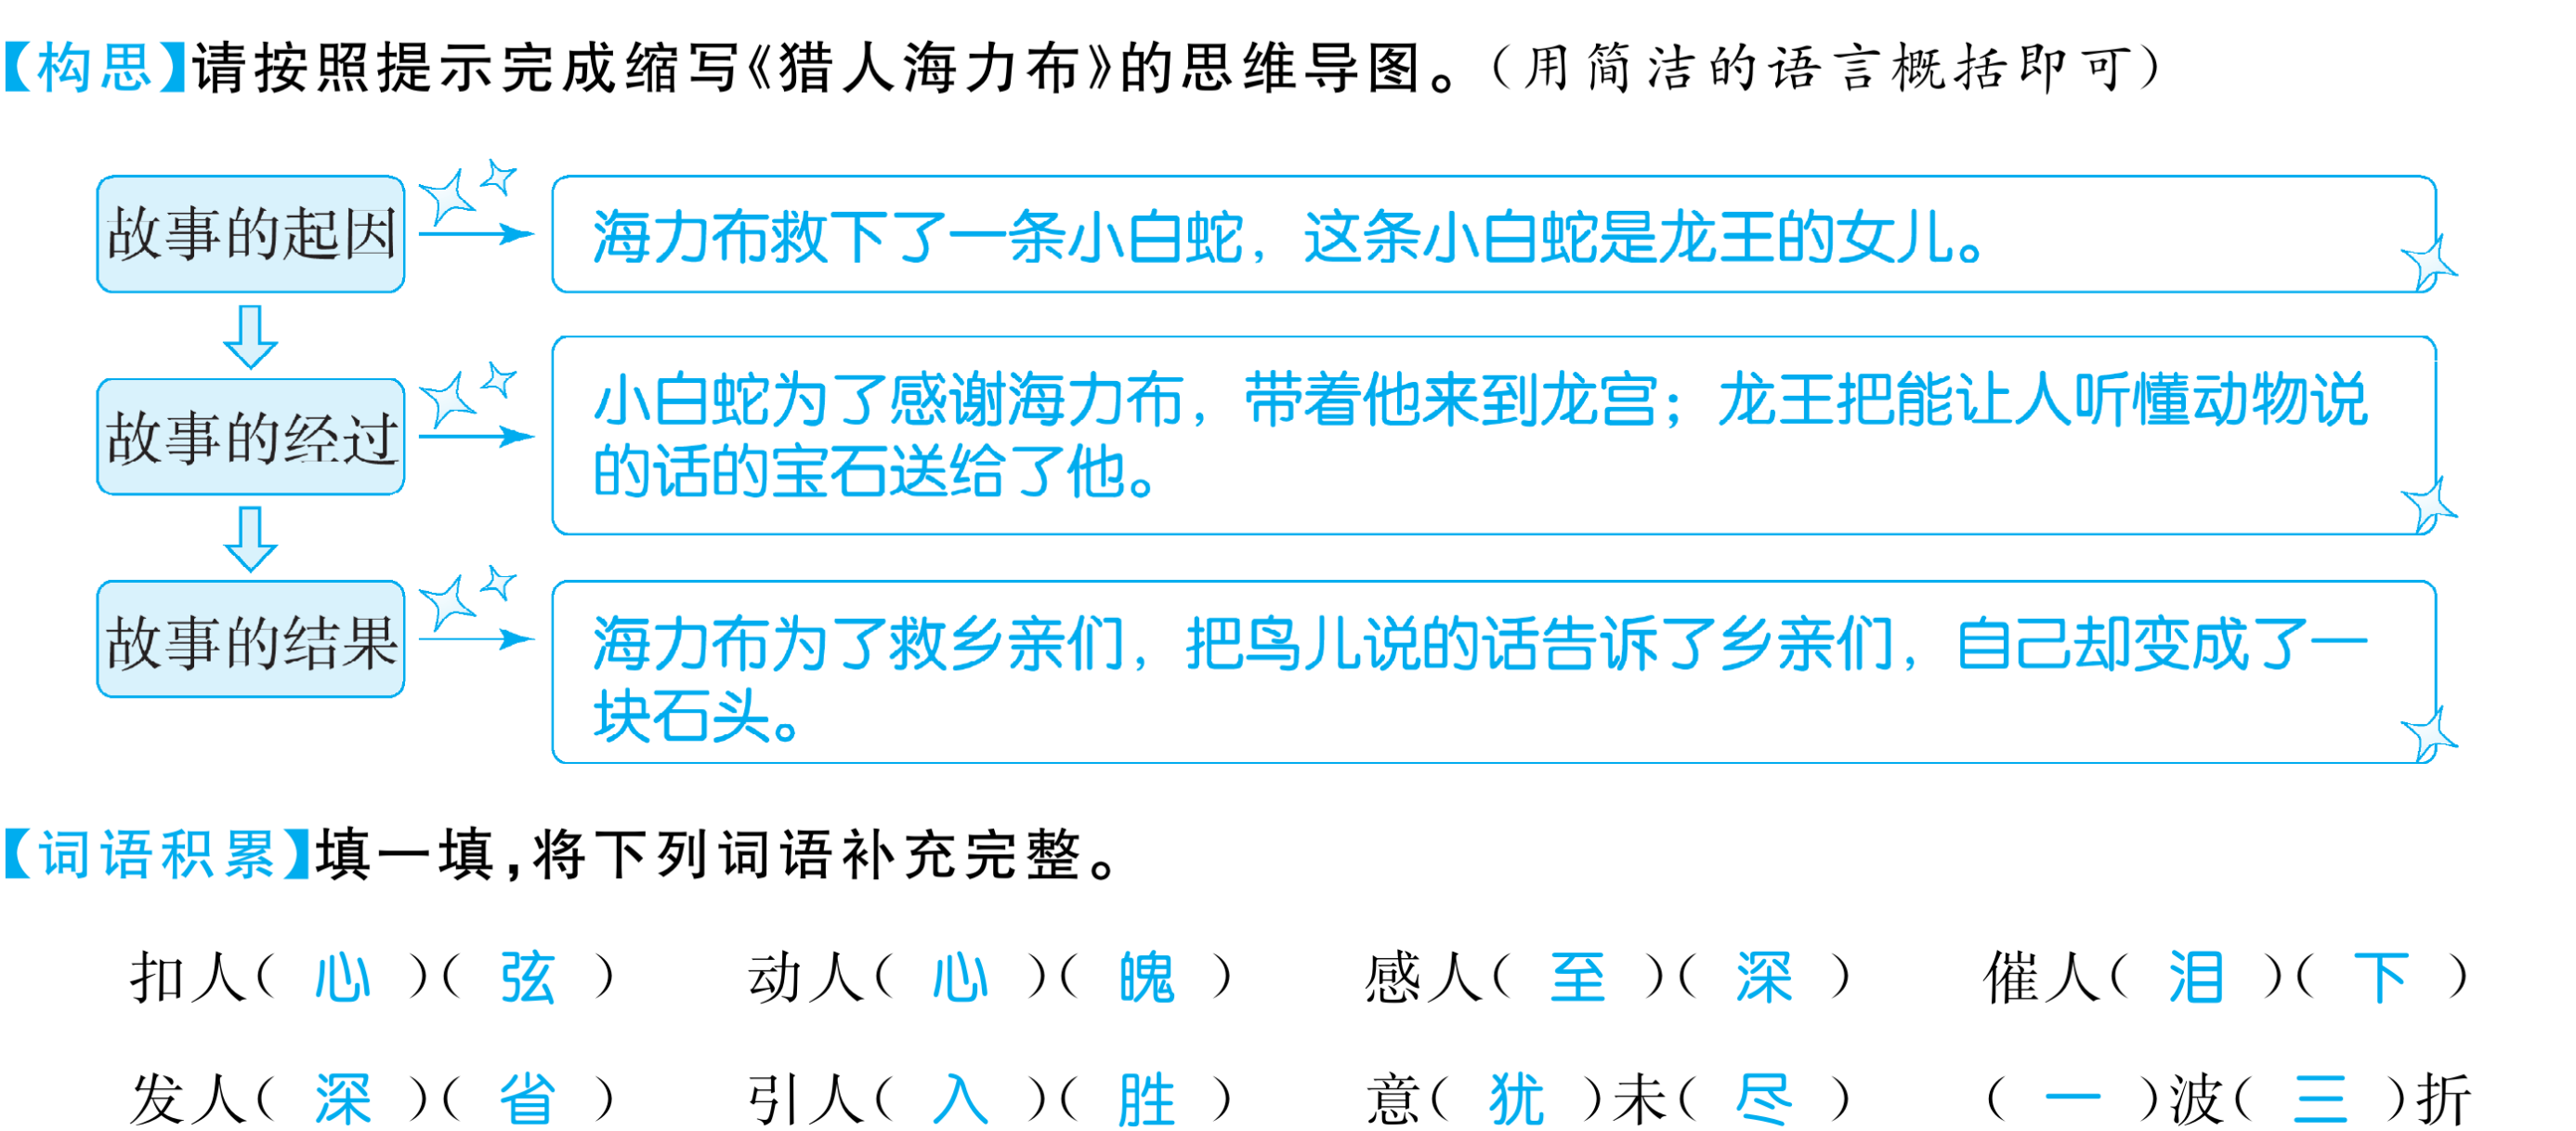 【构思】请按照提示完成缩写《猎人海力布》的思维导图。（用简洁的语言概括即可）
故事的起因
海力布救下了一条小白蛇，这条小白蛇是龙王的女儿。
故事的经过
小白蛇为了感谢海力布，带着他来到龙宫；龙王把能让人听懂动物说
的话的宝石送给了他。
故事的结果
海力布为了救乡亲们，把鸟儿说的话告诉了乡亲们，自己却变成了一
块石头。
【词语积累】填一填,将下列词语补充完整。
扣人（ 心 ）（ 弦 ） 动人（ 心 ）（ 魄 ） 感人（ 至 ）（ 深 ） 催人（ 泪 ）（ 下 ）
发人（ 深 ）（ 省 ） 引人（ 入 ）（ 胜 ） 意（ 犹 ）未（ 尽 ） （ 一 ）波（ 三 ）折